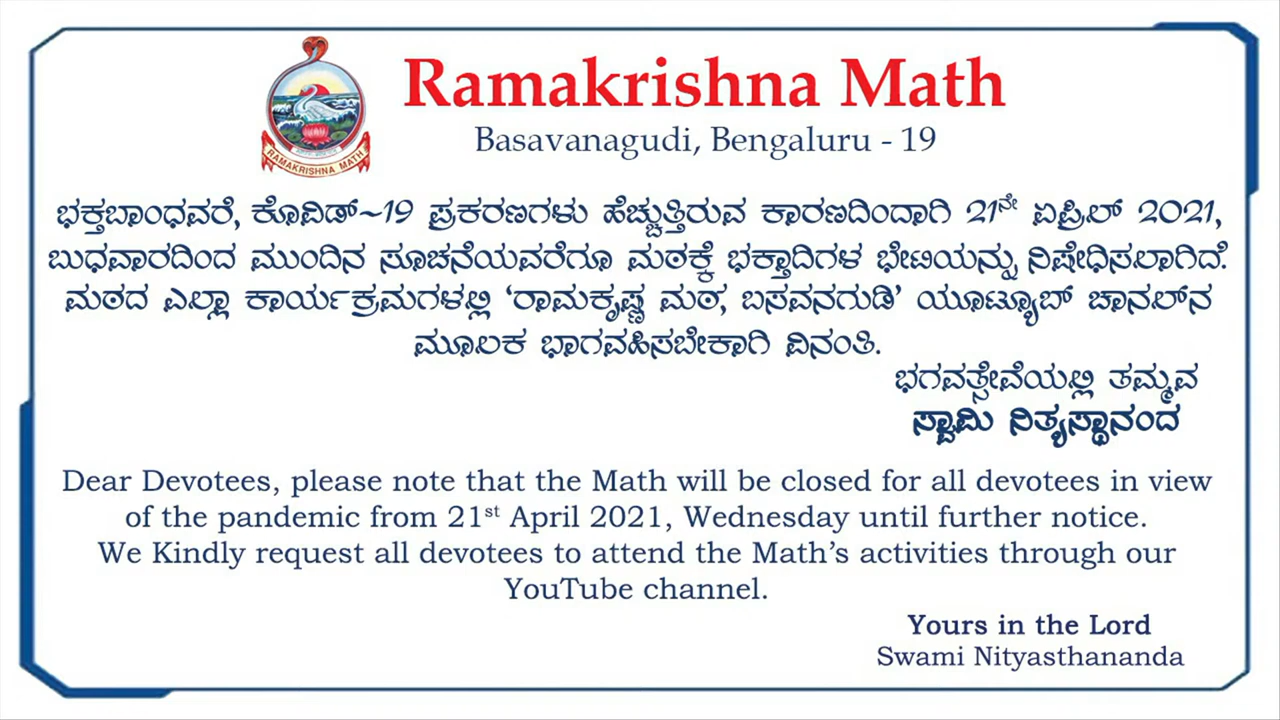 Ramakrishna Math
Basavanagudi, Bengaluru - 19
RAMAKRISHNA MATH
ಭಕ್ತಬಾಂಧವರೆ, ಕೊವಿಡ್~19 ಪ್ರಕರಣಗಳು ಹೆಚ್ಚುತ್ತಿರುವ ಕಾರಣದಿಂದಾಗಿ 21ನೇ ಏಪ್ರಿಲ್ 2021,
ಬುಧವಾರದಿಂದ ಮುಂದಿನ ಸೂಚನೆಯವರೆಗೂ ಮಠಕ್ಕೆ ಭಕ್ತಾದಿಗಳ ಭೇಟಿಯನ್ನು ನಿಷೇಧಿಸಲಾಗಿದೆ.
ಮಠದ ಎಲ್ಲಾ ಕಾರ್ಯಕ್ರಮಗಳಲ್ಲಿ ‘ರಾಮಕೃಷ್ಣ ಮಠ, ಬಸವನಗುಡಿ’ ಯೂಟ್ಯೂಬ್ ಚಾನಲ್‌ನ
ಮೂಲಕ ಭಾಗವಹಿಸಬೇಕಾಗಿ ವಿನಂತಿ.
ಭಗವತ್ಸೇವೆಯಲ್ಲಿ ತಮ್ಮವ
ಸ್ವಾಮಿ ನಿತ್ಯಸ್ಥಾನಂದ
Dear Devotees, please note that the Math will be closed for all devotees in view
of the pandemic from 21st April 2021, Wednesday until further notice.
We Kindly request all devotees to attend the Math’s activities through our
YouTube channel.
Yours in the Lord
Swami Nityasthananda